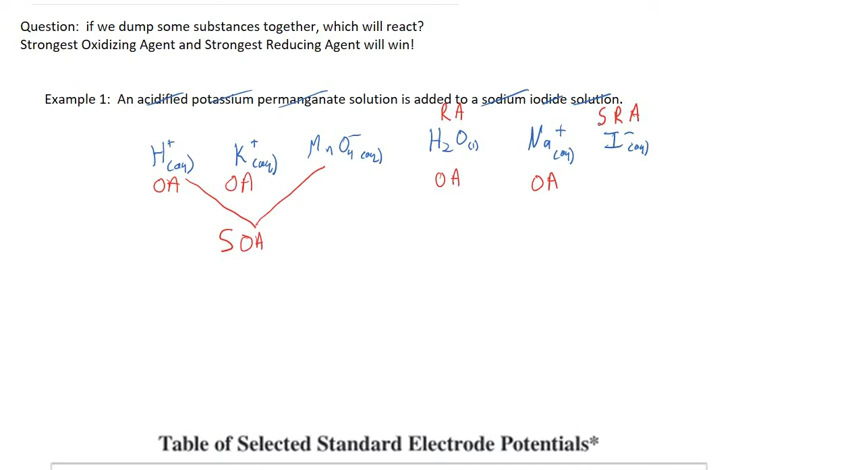 Question: if we dump some substances together, which will react?
Strongest Oxidizing Agent and Strongest Reducing Agent will win!
Example 1: An acidified potassium permanganate solution is added to a sodium iodide solution.
RA SRA
H⁺(aq) K⁺(aq) MnO₄⁻(aq) H₂O(l) Na⁺(aq) I⁻(aq)
OA OA OA OA
SOA
Table of Selected Standard Electrode Potentials*